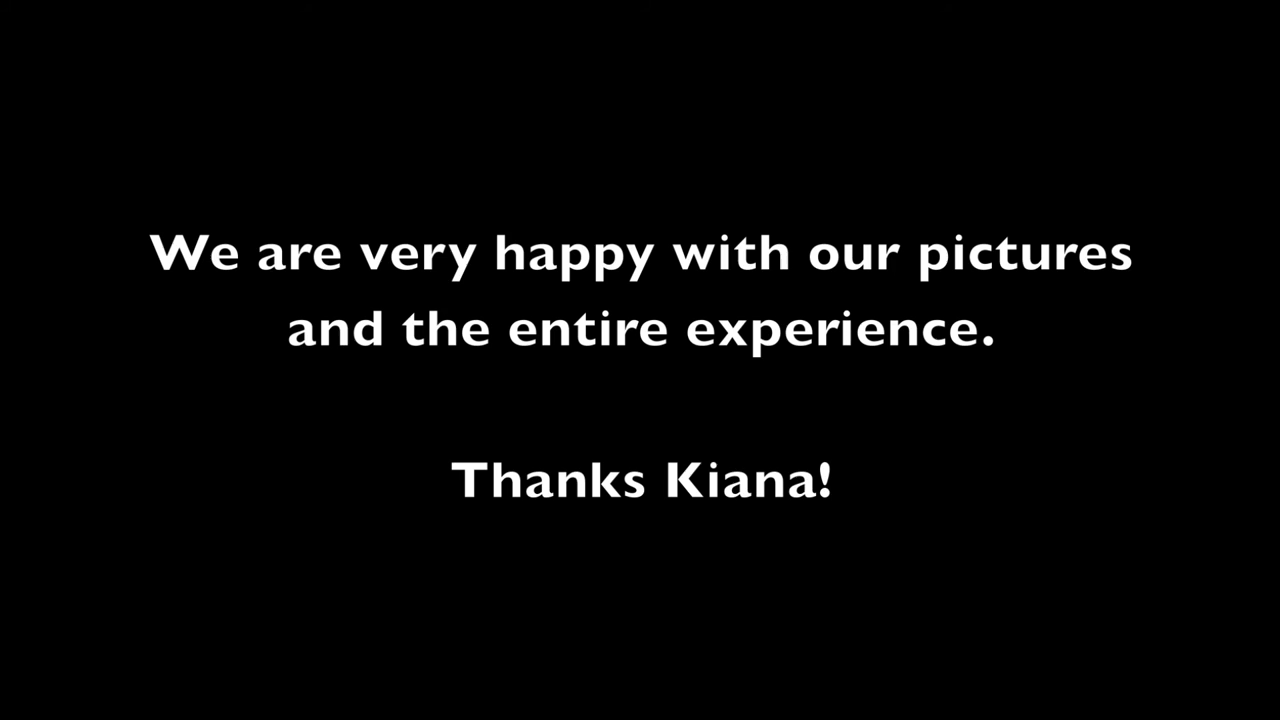 We are very happy with our pictures
and the entire experience.
Thanks Kiana!